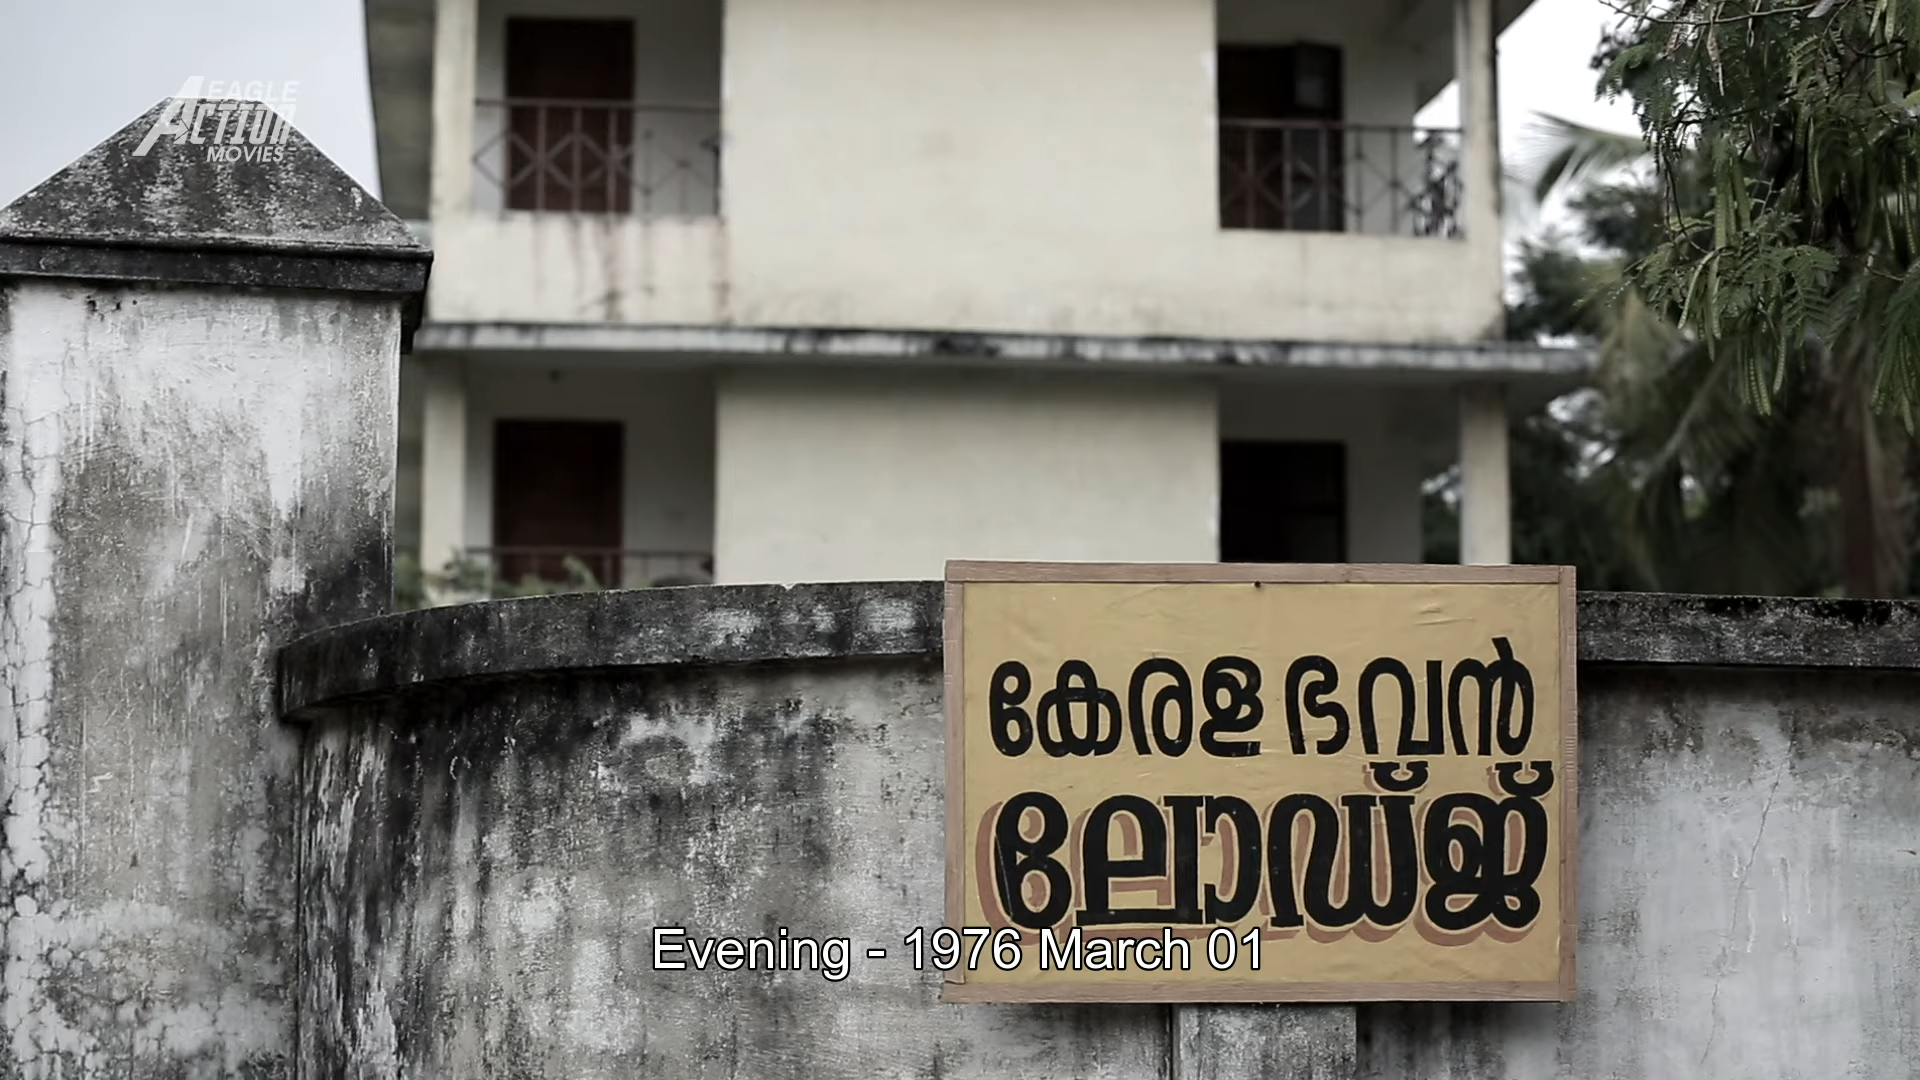 EAGLE
ACTION
MOVIES
കേരള ഭവൻ
ലോഡ്ജ്
Evening - 1976 March 01